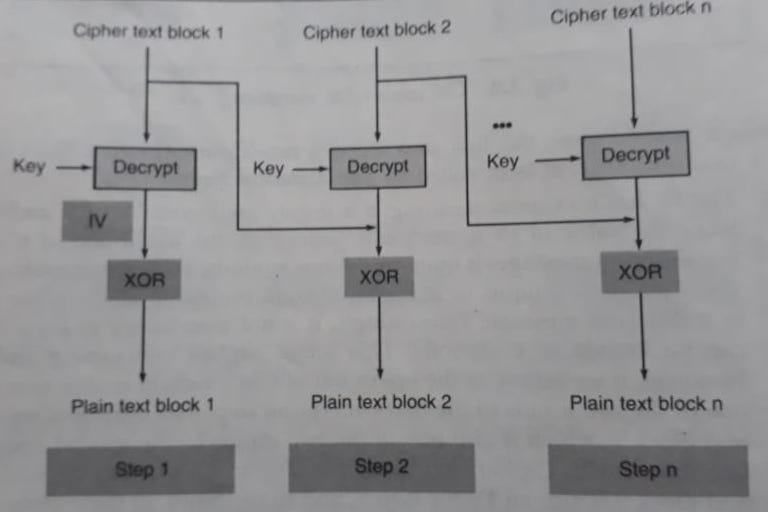 Cipher text block 1
Cipher text block 2
Cipher text block n
...
Key
Decrypt
Key
Decrypt
Key
Decrypt
IV
XOR
XOR
XOR
Plain text block 1
Plain text block 2
Plain text block n
Step 1
Step 2
Step n